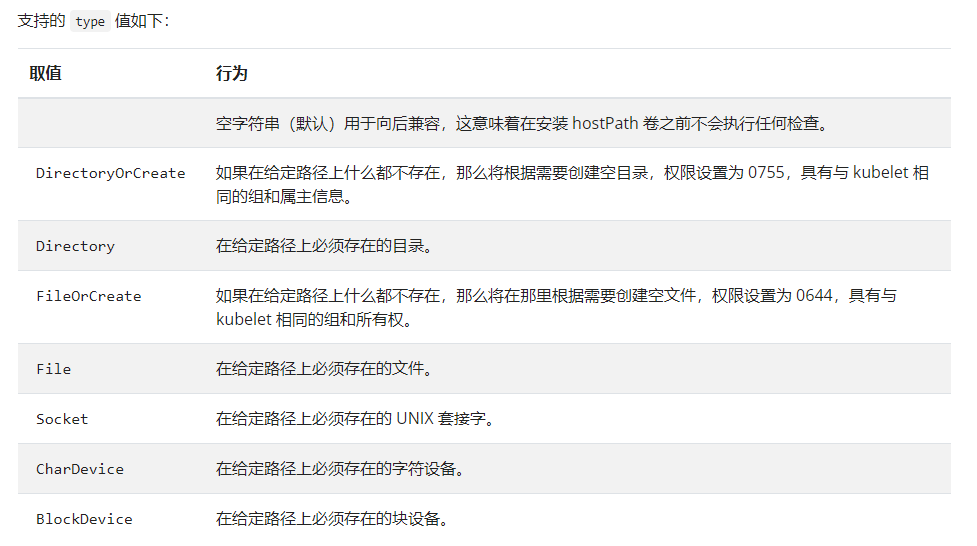 支持的 type 值如下：
取值 行为
空字符串（默认）用于向后兼容，这意味着在安装 hostPath 卷之前不会执行任何检查。
DirectoryOrCreate 如果在给定路径上什么都不存在，那么将根据需要创建空目录，权限设置为 0755，具有与 kubelet 相
同的组和属主信息。
Directory 在给定路径上必须存在的目录。
FileOrCreate 如果在给定路径上什么都不存在，那么将在那里根据需要创建空文件，权限设置为 0644，具有与
kubelet 相同的组和所有权。
File 在给定路径上必须存在的文件。
Socket 在给定路径上必须存在的 UNIX 套接字。
CharDevice 在给定路径上必须存在的字符设备。
BlockDevice 在给定路径上必须存在的块设备。